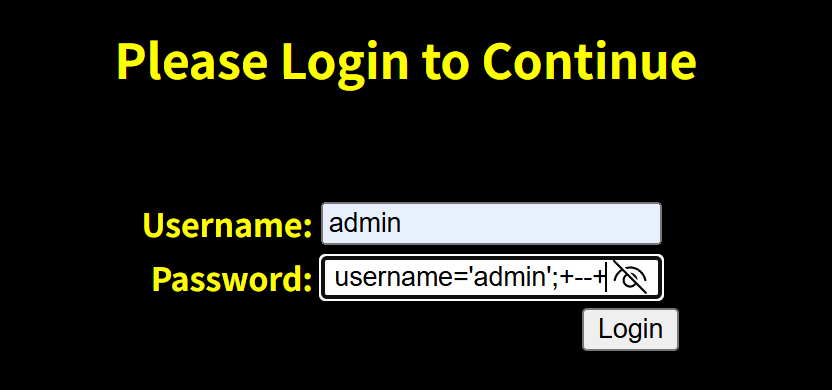 Please Login to Continue
Username: admin
Password: username='admin';+--+
Login